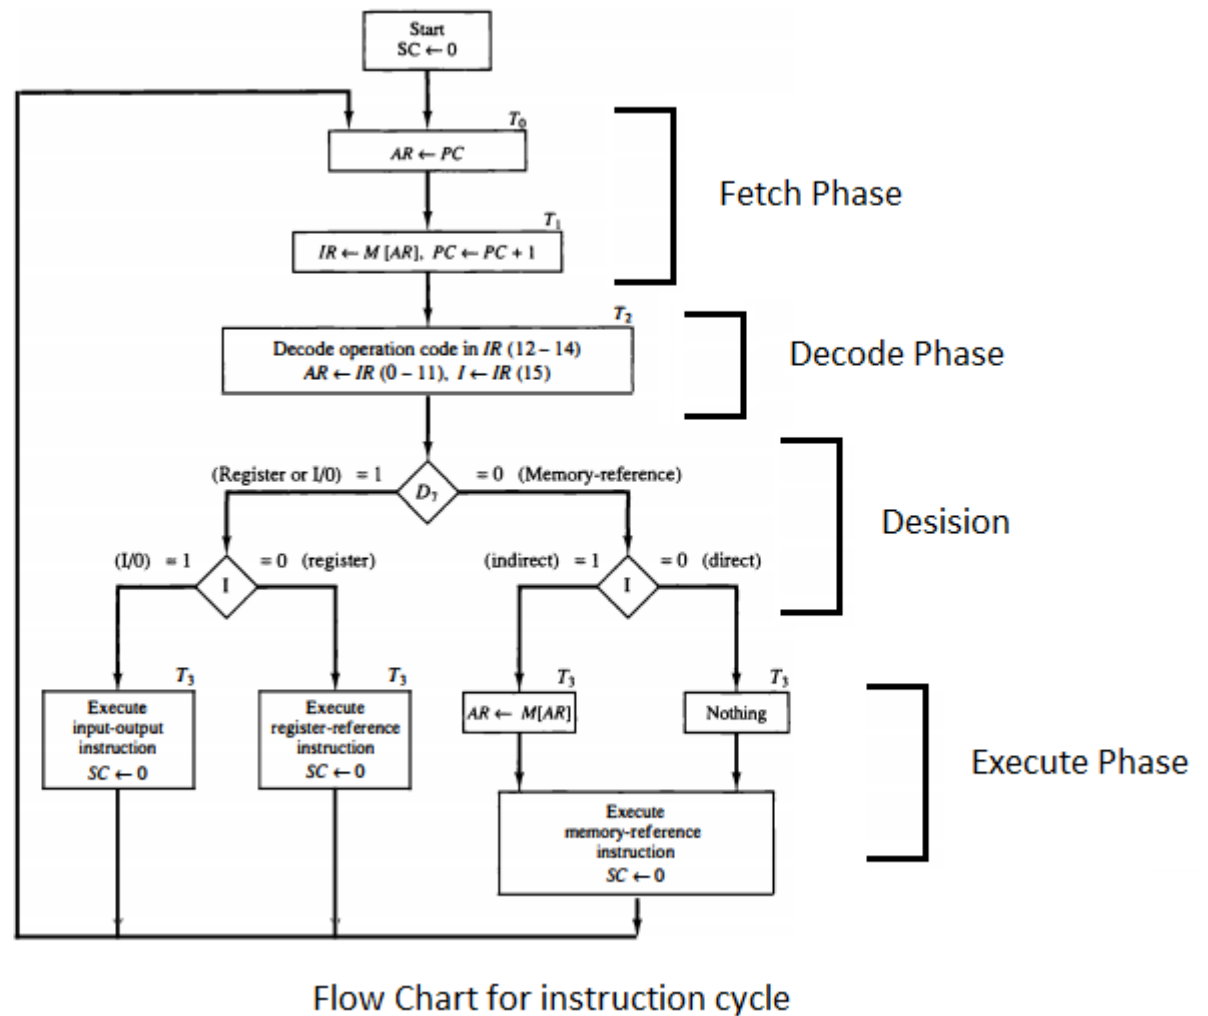 Start
SC ← 0
T₀
AR ← PC
Fetch Phase
T₁
IR ← M [AR], PC ← PC + 1
T₂
Decode operation code in IR (12 – 14)
AR ← IR (0 – 11), I ← IR (15)
Decode Phase
(Register or I/0) = 1
D₇
= 0 (Memory-reference)
Desision
(I/0) = 1
I
= 0 (register)
(indirect) = 1
I
= 0 (direct)
T₃
T₃
T₃
T₃
Execute
input-output
instruction
SC ← 0
Execute
register-reference
instruction
SC ← 0
AR ← M[AR]
Nothing
Execute Phase
Execute
memory-reference
instruction
SC ← 0
Flow Chart for instruction cycle